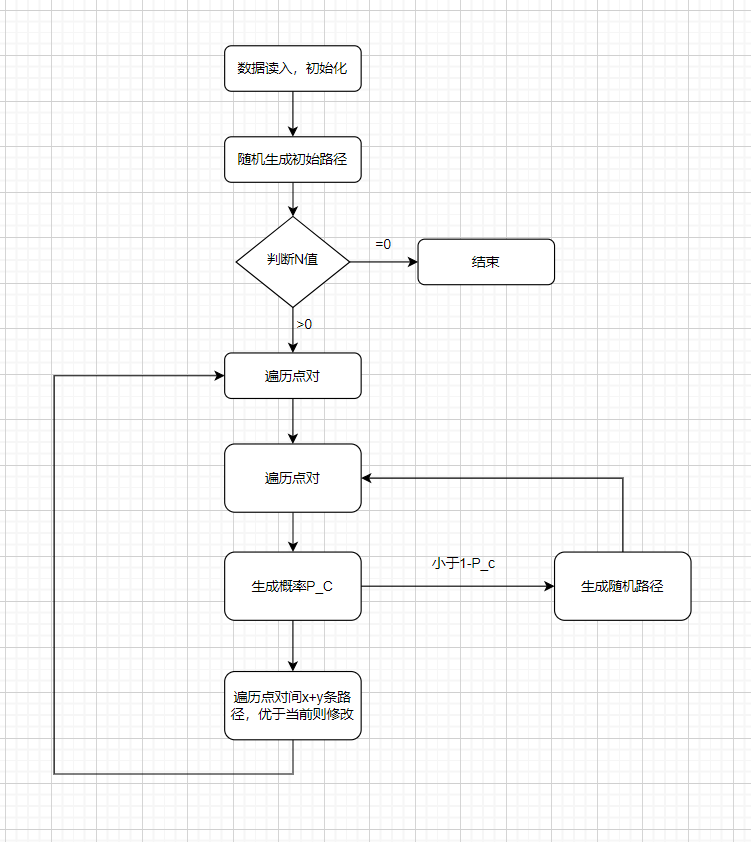 数据读入，初始化
随机生成初始路径
判断N值
=0
结束
>0
遍历点对
遍历点对
生成概率P_C
小于1-P_c
生成随机路径
遍历点对间x+y条路
径，优于当前则修改